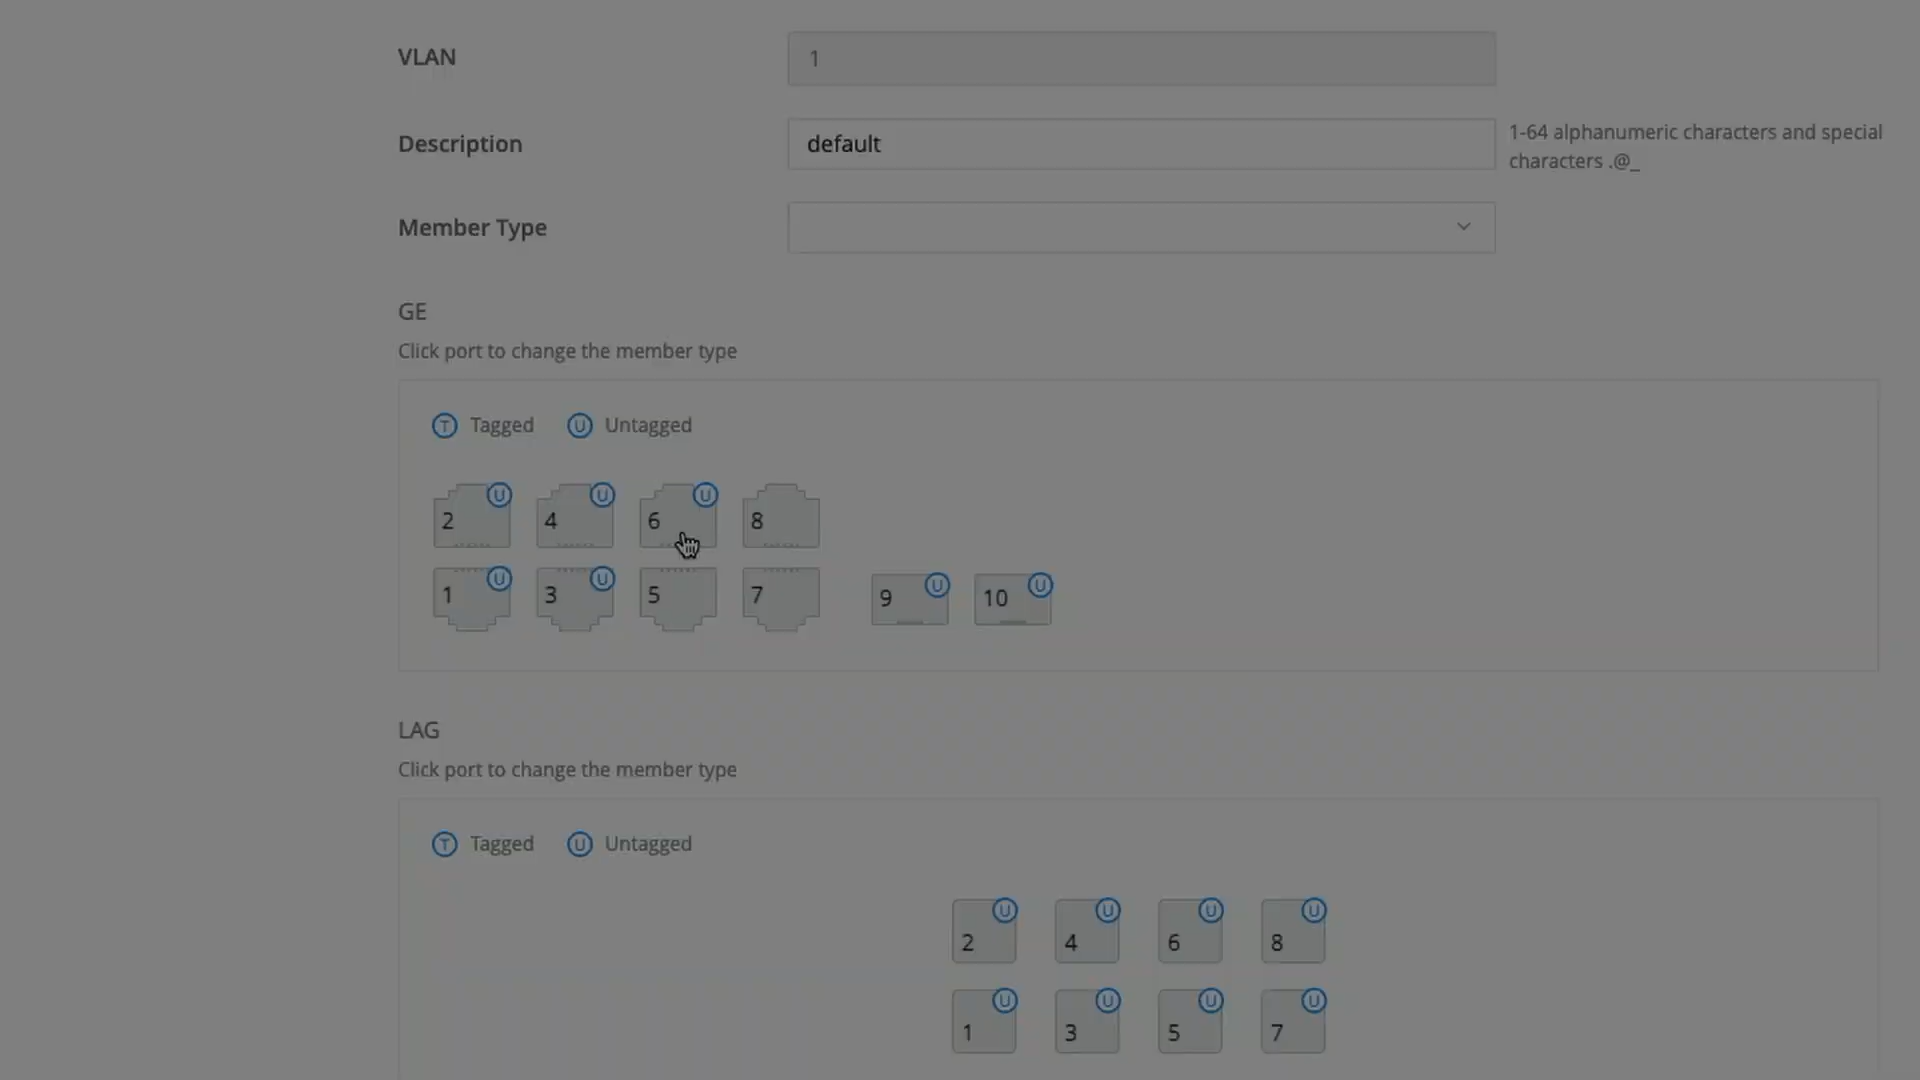 VLAN
1
Description
default
1-64 alphanumeric characters and special
characters .@_
Member Type
GE
Click port to change the member type
T Tagged U Untagged
2 U 4 U 6 U 8
1 U 3 U 5 7 9 U 10 U
LAG
Click port to change the member type
T Tagged U Untagged
2 U 4 U 6 U 8 U
1 U 3 U 5 U 7 U